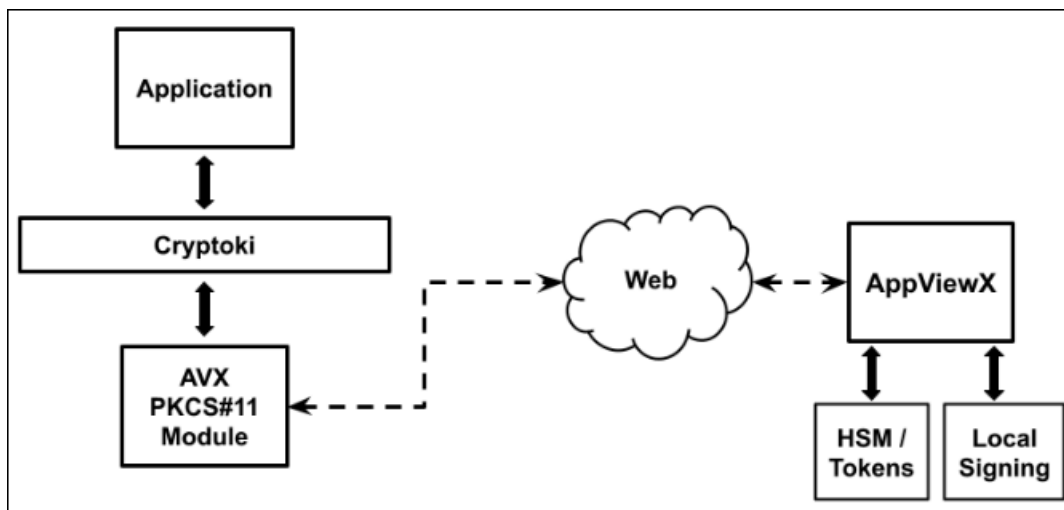 Application
Cryptoki
AVX
PKCS#11
Module
Web
AppViewX
HSM /
Tokens
Local
Signing